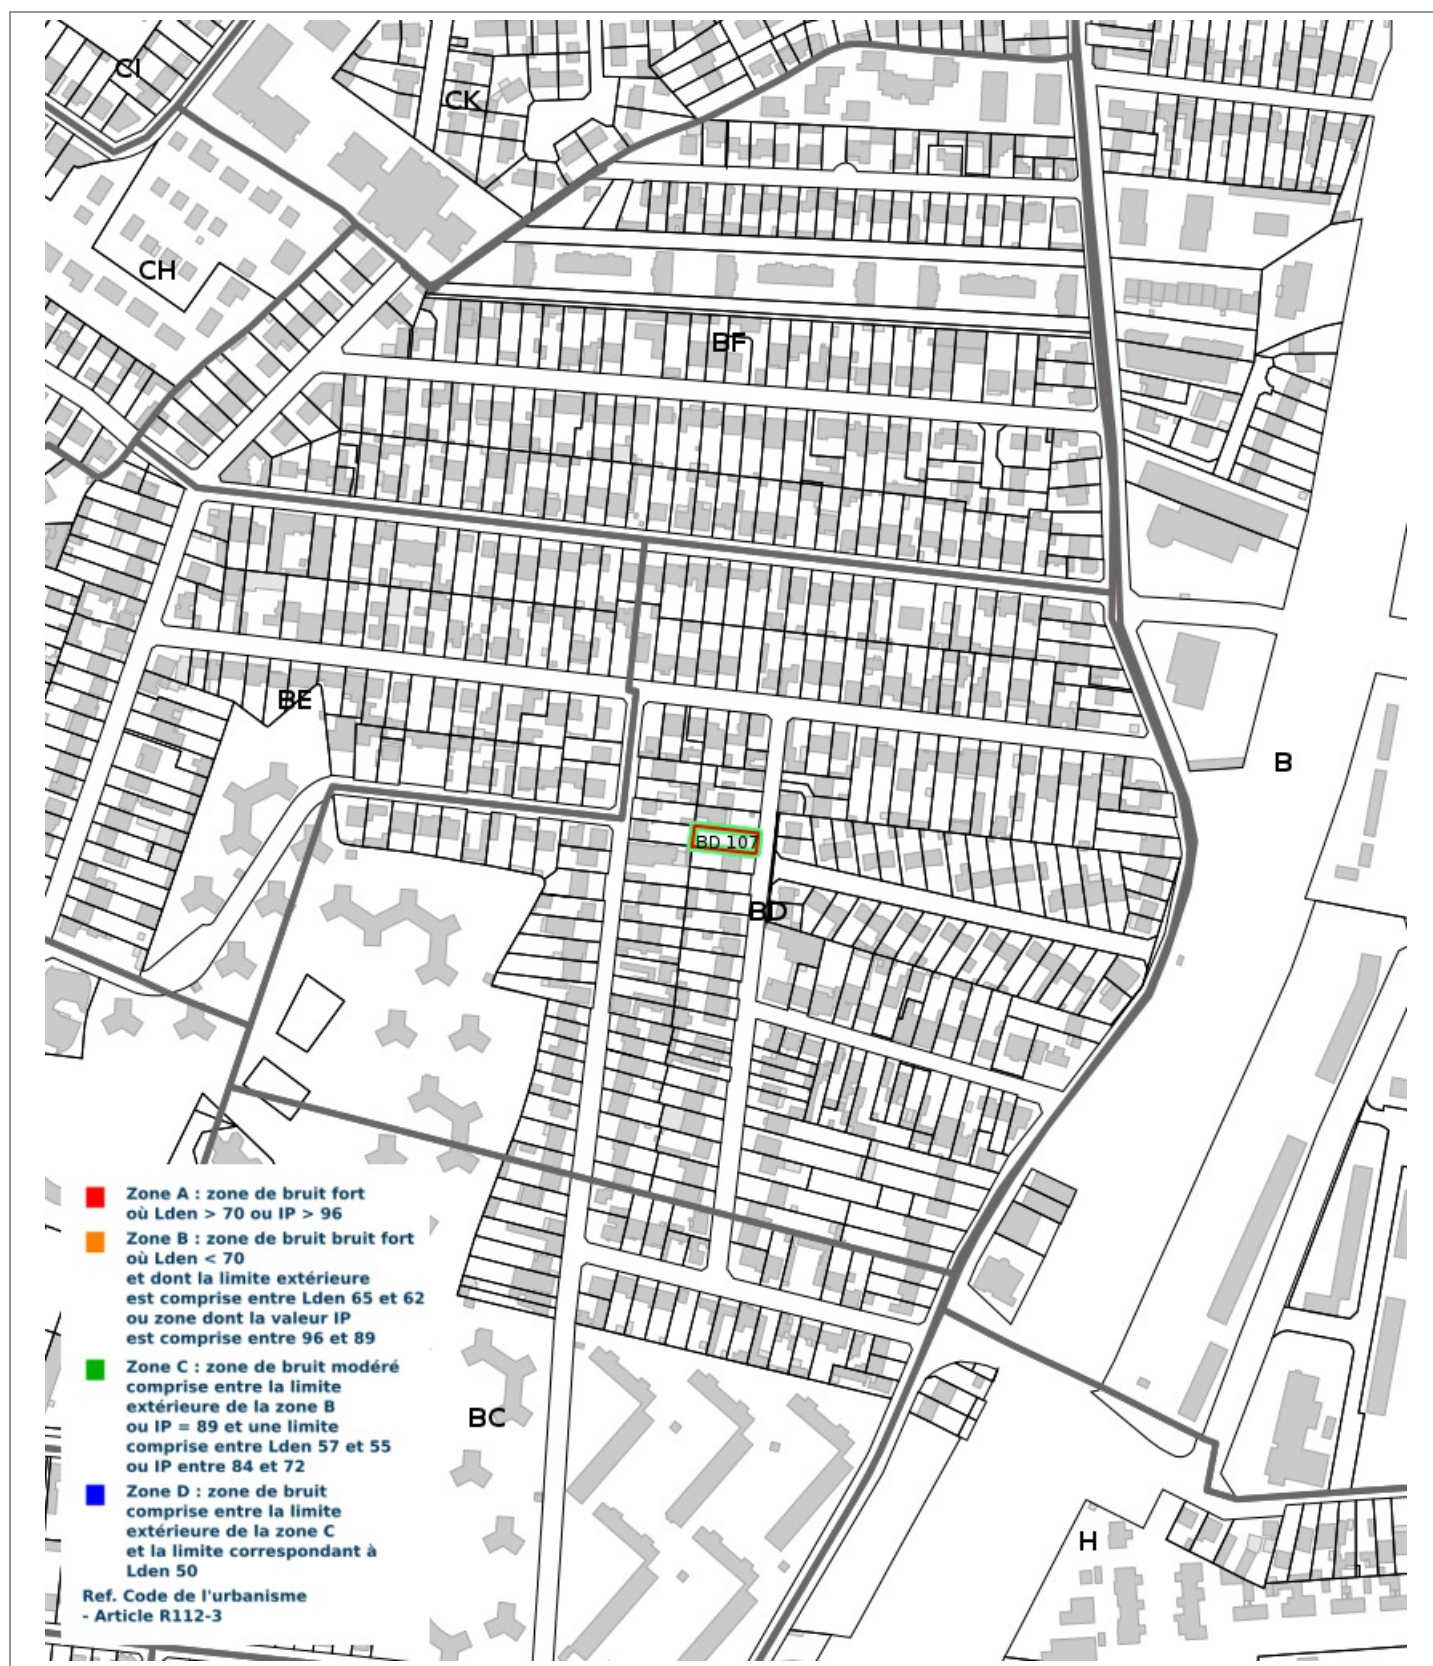 CI
CK
CH
BF
BE
B
BD 107
BD
Zone A : zone de bruit fort
où Lden > 70 ou IP > 96
Zone B : zone de bruit bruit fort
où Lden < 70
et dont la limite extérieure
est comprise entre Lden 65 et 62
ou zone dont la valeur IP
est comprise entre 96 et 89
Zone C : zone de bruit modéré
comprise entre la limite
extérieure de la zone B
ou IP = 89 et une limite
comprise entre Lden 57 et 55
ou IP entre 84 et 72
BC
Zone D : zone de bruit
comprise entre la limite
extérieure de la zone C
et la limite correspondant à
Lden 50
H
Ref. Code de l'urbanisme
- Article R112-3